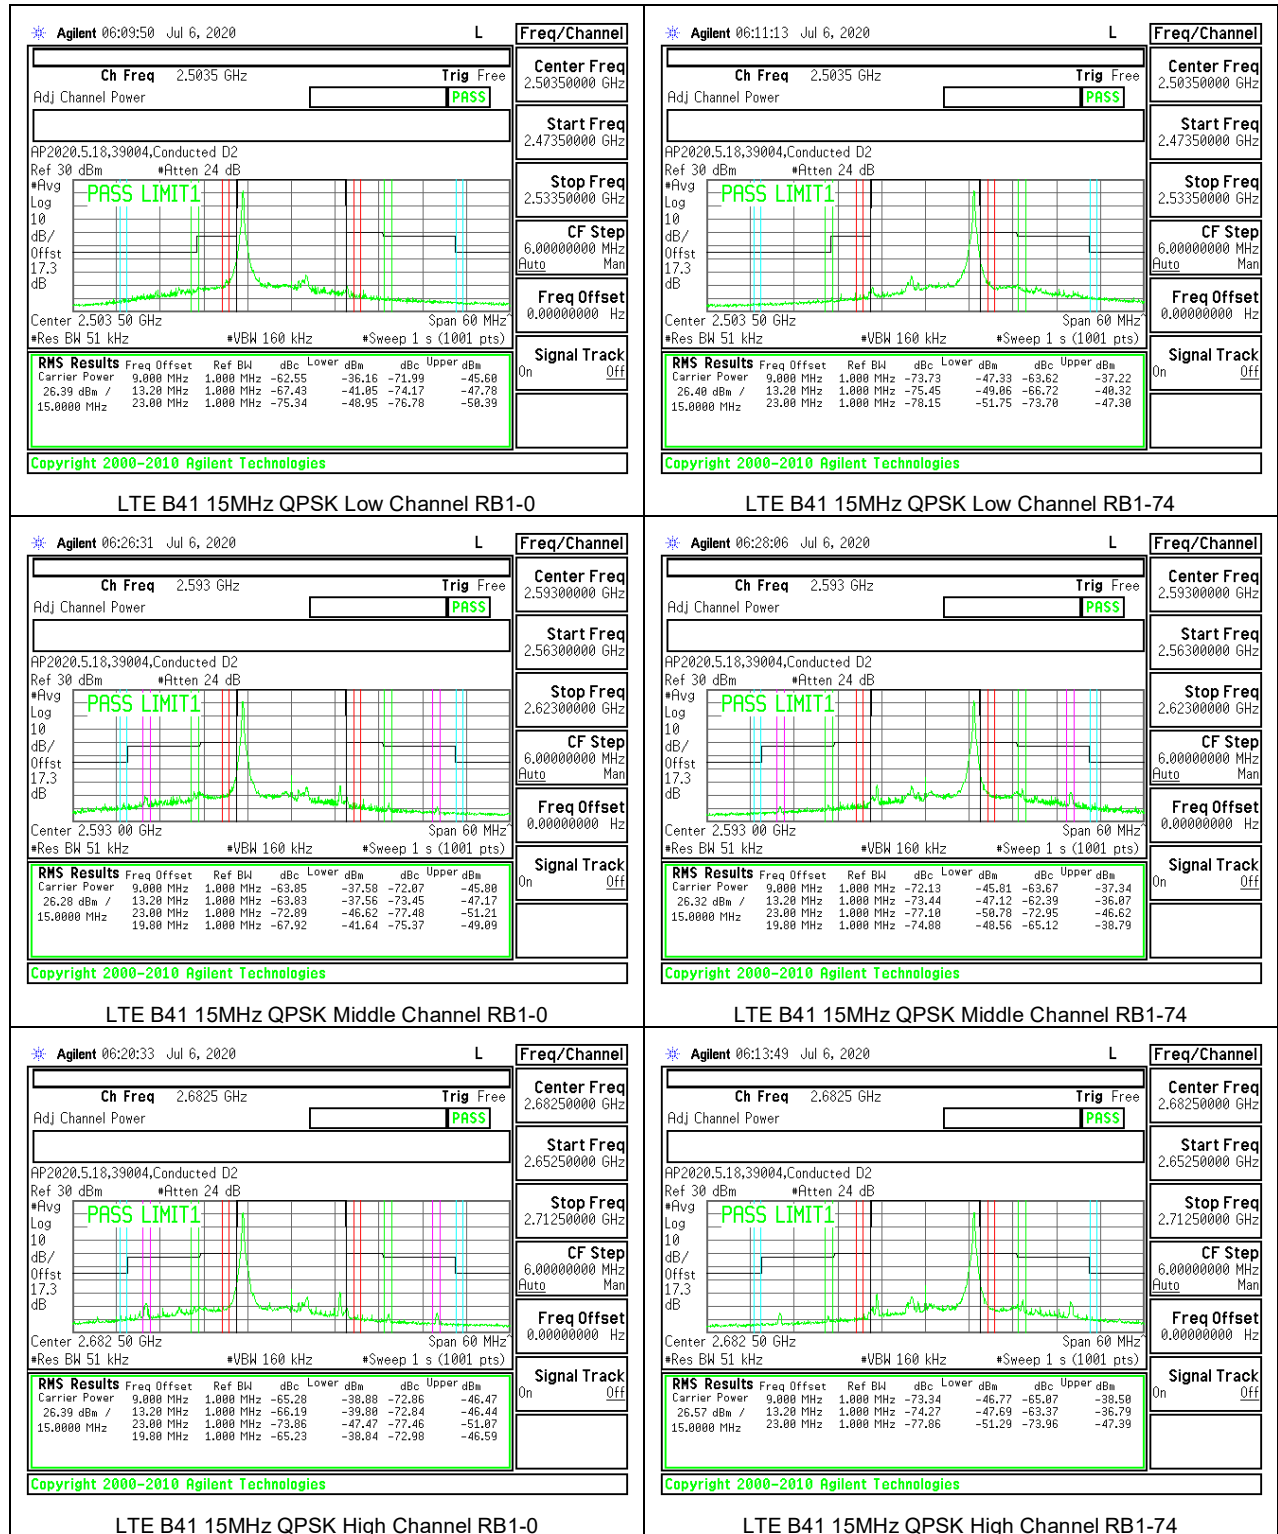 Agilent 06:09:50 Jul 6, 2020 L Freq/Channel
Ch Freq 2.5035 GHz Trig Free
Adj Channel Power PASS
Center Freq
2.50350000 GHz
Start Freq
2.47350000 GHz
Stop Freq
2.53350000 GHz
CF Step
6.00000000 MHz
Auto Man
Freq Offset
0.00000000 Hz
Signal Track
On Off
AP2020.5.18,39004,Conducted D2
Ref 30 dBm #Atten 24 dB
#Avg
Log
10
dB/
Offst
17.3
dB
PASS LIMIT1
Center 2.503 50 GHz Span 60 MHz
#Res BW 51 kHz #VBW 160 kHz #Sweep 1 s (1001 pts)
RMS Results Freq Offset Ref BW dBc Lower dBm dBc Upper dBm
Carrier Power 9.000 MHz 1.000 MHz -62.55 -36.16 -71.99 -45.60
26.39 dBm / 13.20 MHz 1.000 MHz -67.43 -41.05 -74.17 -47.78
15.0000 MHz 23.00 MHz 1.000 MHz -75.34 -48.95 -76.78 -50.39
Copyright 2000-2010 Agilent Technologies
LTE B41 15MHz QPSK Low Channel RB1-0
Agilent 06:11:13 Jul 6, 2020 L Freq/Channel
Ch Freq 2.5035 GHz Trig Free
Adj Channel Power PASS
Center Freq
2.50350000 GHz
Start Freq
2.47350000 GHz
Stop Freq
2.53350000 GHz
CF Step
6.00000000 MHz
Auto Man
Freq Offset
0.00000000 Hz
Signal Track
On Off
AP2020.5.18,39004,Conducted D2
Ref 30 dBm #Atten 24 dB
#Avg
Log
10
dB/
Offst
17.3
dB
PASS LIMIT1
Center 2.503 50 GHz Span 60 MHz
#Res BW 51 kHz #VBW 160 kHz #Sweep 1 s (1001 pts)
RMS Results Freq Offset Ref BW dBc Lower dBm dBc Upper dBm
Carrier Power 9.000 MHz 1.000 MHz -73.73 -47.33 -63.62 -37.22
26.40 dBm / 13.20 MHz 1.000 MHz -75.45 -49.06 -66.72 -40.32
15.0000 MHz 23.00 MHz 1.000 MHz -78.15 -51.75 -73.70 -47.30
Copyright 2000-2010 Agilent Technologies
LTE B41 15MHz QPSK Low Channel RB1-74
Agilent 06:26:31 Jul 6, 2020 L Freq/Channel
Ch Freq 2.593 GHz Trig Free
Adj Channel Power PASS
Center Freq
2.59300000 GHz
Start Freq
2.56300000 GHz
Stop Freq
2.62300000 GHz
CF Step
6.00000000 MHz
Auto Man
Freq Offset
0.00000000 Hz
Signal Track
On Off
AP2020.5.18,39004,Conducted D2
Ref 30 dBm #Atten 24 dB
#Avg
Log
10
dB/
Offst
17.3
dB
PASS LIMIT1
Center 2.593 00 GHz Span 60 MHz^
#Res BW 51 kHz #VBW 160 kHz #Sweep 1 s (1001 pts)
RMS Results Freq Offset Ref BW dBc Lower dBm dBc Upper dBm
Carrier Power 9.000 MHz 1.000 MHz -63.85 -37.58 -72.07 -45.80
26.28 dBm / 13.20 MHz 1.000 MHz -63.83 -37.56 -73.45 -47.17
15.0000 MHz 23.00 MHz 1.000 MHz -72.89 -46.62 -77.48 -51.21
19.80 MHz 1.000 MHz -67.92 -41.64 -75.37 -49.09
Copyright 2000-2010 Agilent Technologies
LTE B41 15MHz QPSK Middle Channel RB1-0
Agilent 06:28:06 Jul 6, 2020 L Freq/Channel
Ch Freq 2.593 GHz Trig Free
Adj Channel Power PASS
Center Freq
2.59300000 GHz
Start Freq
2.56300000 GHz
Stop Freq
2.62300000 GHz
CF Step
6.00000000 MHz
Auto Man
Freq Offset
0.00000000 Hz
Signal Track
On Off
AP2020.5.18,39004,Conducted D2
Ref 30 dBm #Atten 24 dB
#Avg
Log
10
dB/
Offst
17.3
dB
PASS LIMIT1
Center 2.593 00 GHz Span 60 MHz^
#Res BW 51 kHz #VBW 160 kHz #Sweep 1 s (1001 pts)
RMS Results Freq Offset Ref BW dBc Lower dBm dBc Upper dBm
Carrier Power 9.000 MHz 1.000 MHz -72.13 -45.81 -63.67 -37.34
26.32 dBm / 13.20 MHz 1.000 MHz -73.44 -47.12 -62.39 -36.07
15.0000 MHz 23.00 MHz 1.000 MHz -77.10 -50.78 -72.95 -46.62
19.80 MHz 1.000 MHz -74.88 -48.56 -65.12 -38.79
Copyright 2000-2010 Agilent Technologies
LTE B41 15MHz QPSK Middle Channel RB1-74
Agilent 06:20:33 Jul 6, 2020 L Freq/Channel
Ch Freq 2.6825 GHz Trig Free
Adj Channel Power PASS
Center Freq
2.68250000 GHz
Start Freq
2.65250000 GHz
Stop Freq
2.71250000 GHz
CF Step
6.00000000 MHz
Auto Man
Freq Offset
0.00000000 Hz
Signal Track
On Off
AP2020.5.18,39004,Conducted D2
Ref 30 dBm #Atten 24 dB
#Avg
Log
10
dB/
Offst
17.3
dB
PASS LIMIT1
Center 2.682 50 GHz Span 60 MHz^
#Res BW 51 kHz #VBW 160 kHz #Sweep 1 s (1001 pts)
RMS Results Freq Offset Ref BW dBc Lower dBm dBc Upper dBm
Carrier Power 9.000 MHz 1.000 MHz -65.28 -38.88 -72.86 -46.47
26.39 dBm / 13.20 MHz 1.000 MHz -66.19 -39.80 -72.84 -46.44
15.0000 MHz 23.00 MHz 1.000 MHz -73.86 -47.47 -77.46 -51.07
19.80 MHz 1.000 MHz -65.23 -38.84 -72.98 -46.59
Copyright 2000-2010 Agilent Technologies
LTE B41 15MHz QPSK High Channel RB1-0
Agilent 06:13:49 Jul 6, 2020 L Freq/Channel
Ch Freq 2.6825 GHz Trig Free
Adj Channel Power PASS
Center Freq
2.68250000 GHz
Start Freq
2.65250000 GHz
Stop Freq
2.71250000 GHz
CF Step
6.00000000 MHz
Auto Man
Freq Offset
0.00000000 Hz
Signal Track
On Off
AP2020.5.18,39004,Conducted D2
Ref 30 dBm #Atten 24 dB
#Avg
Log
10
dB/
Offst
17.3
dB
PASS LIMIT1
Center 2.682 50 GHz Span 60 MHz^
#Res BW 51 kHz #VBW 160 kHz #Sweep 1 s (1001 pts)
RMS Results Freq Offset Ref BW dBc Lower dBm dBc Upper dBm
Carrier Power 9.000 MHz 1.000 MHz -73.34 -46.77 -65.07 -38.50
26.57 dBm / 13.20 MHz 1.000 MHz -74.27 -47.69 -63.37 -36.79
15.0000 MHz 23.00 MHz 1.000 MHz -77.86 -51.29 -73.96 -47.39
Copyright 2000-2010 Agilent Technologies
LTE B41 15MHz QPSK High Channel RB1-74